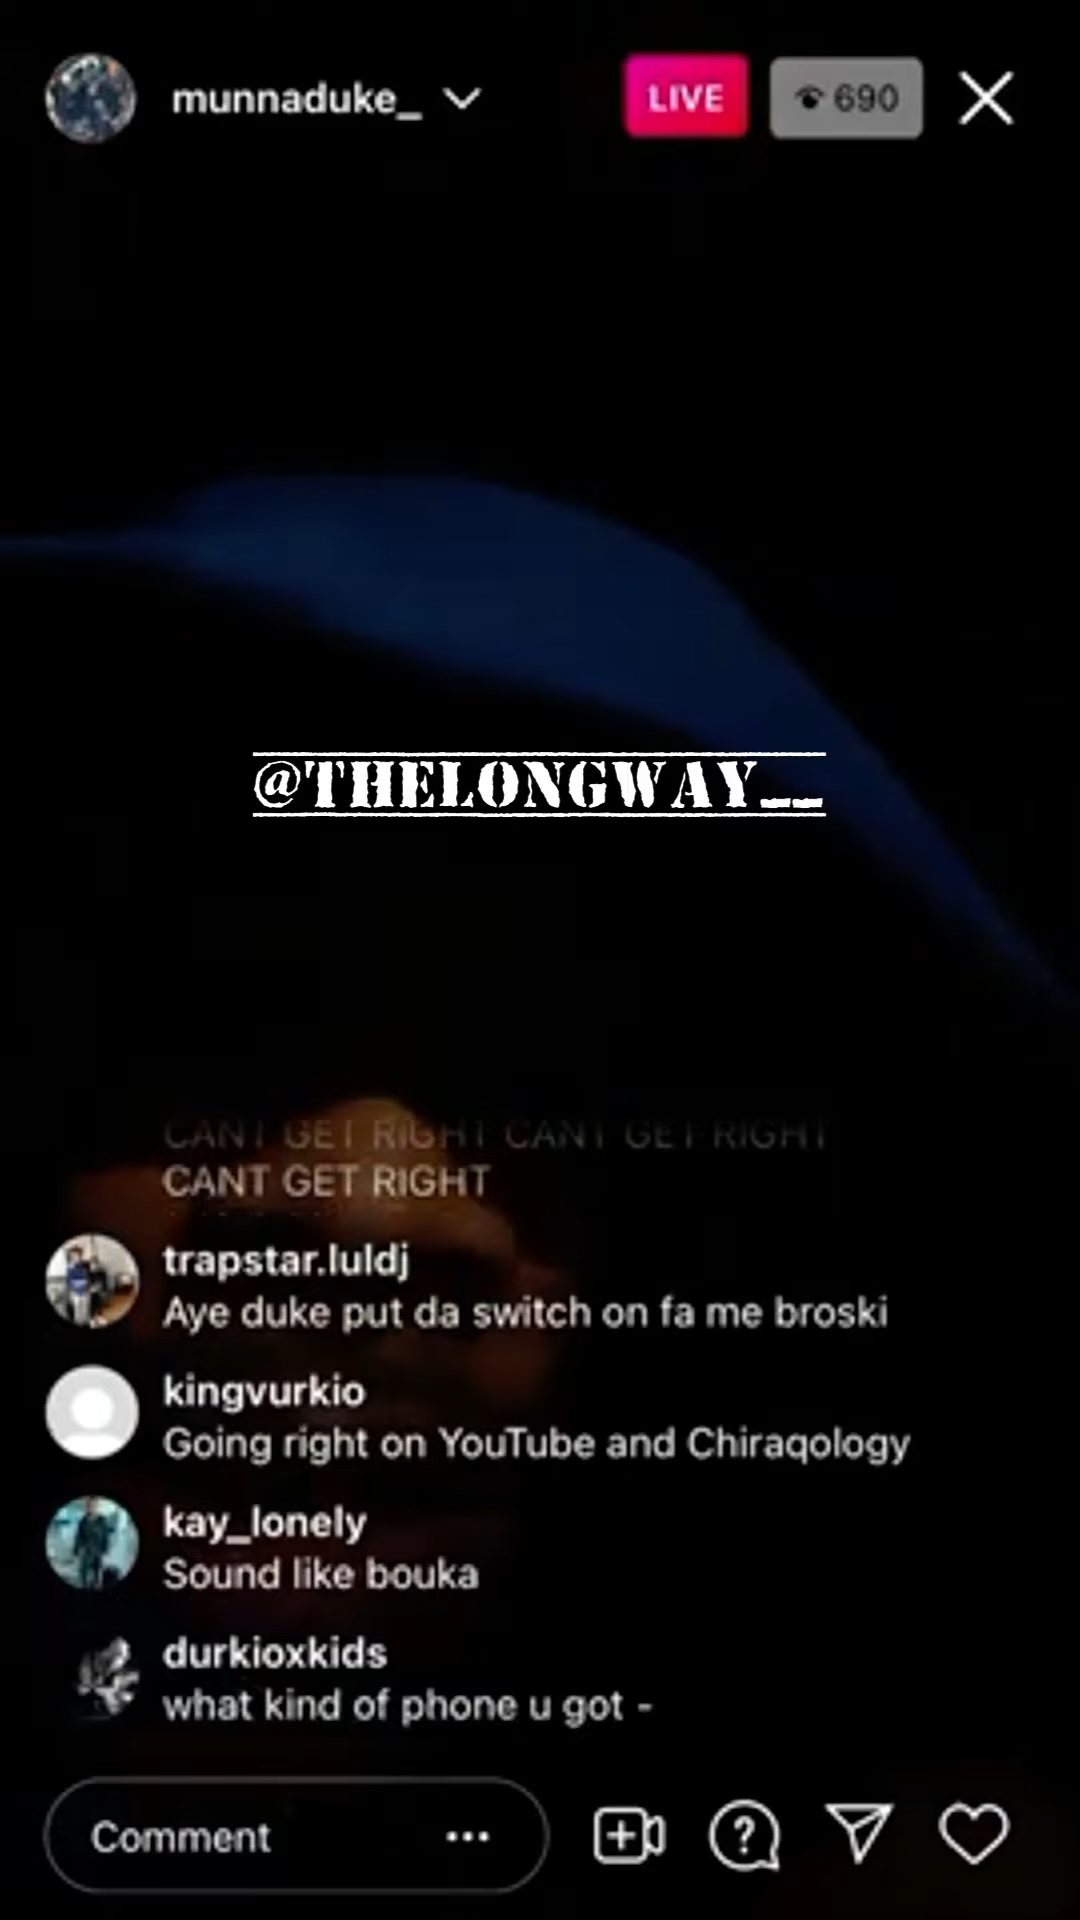 munnaduke_
LIVE
690
@THELONGWAY__
CANT GET RIGHT CANT GET RIGHT
CANT GET RIGHT
trapstar.luldj
Aye duke put da switch on fa me broski
kingvurkio
Going right on YouTube and Chiraqology
kay_lonely
Sound like bouka
durkioxkids
what kind of phone u got -
Comment